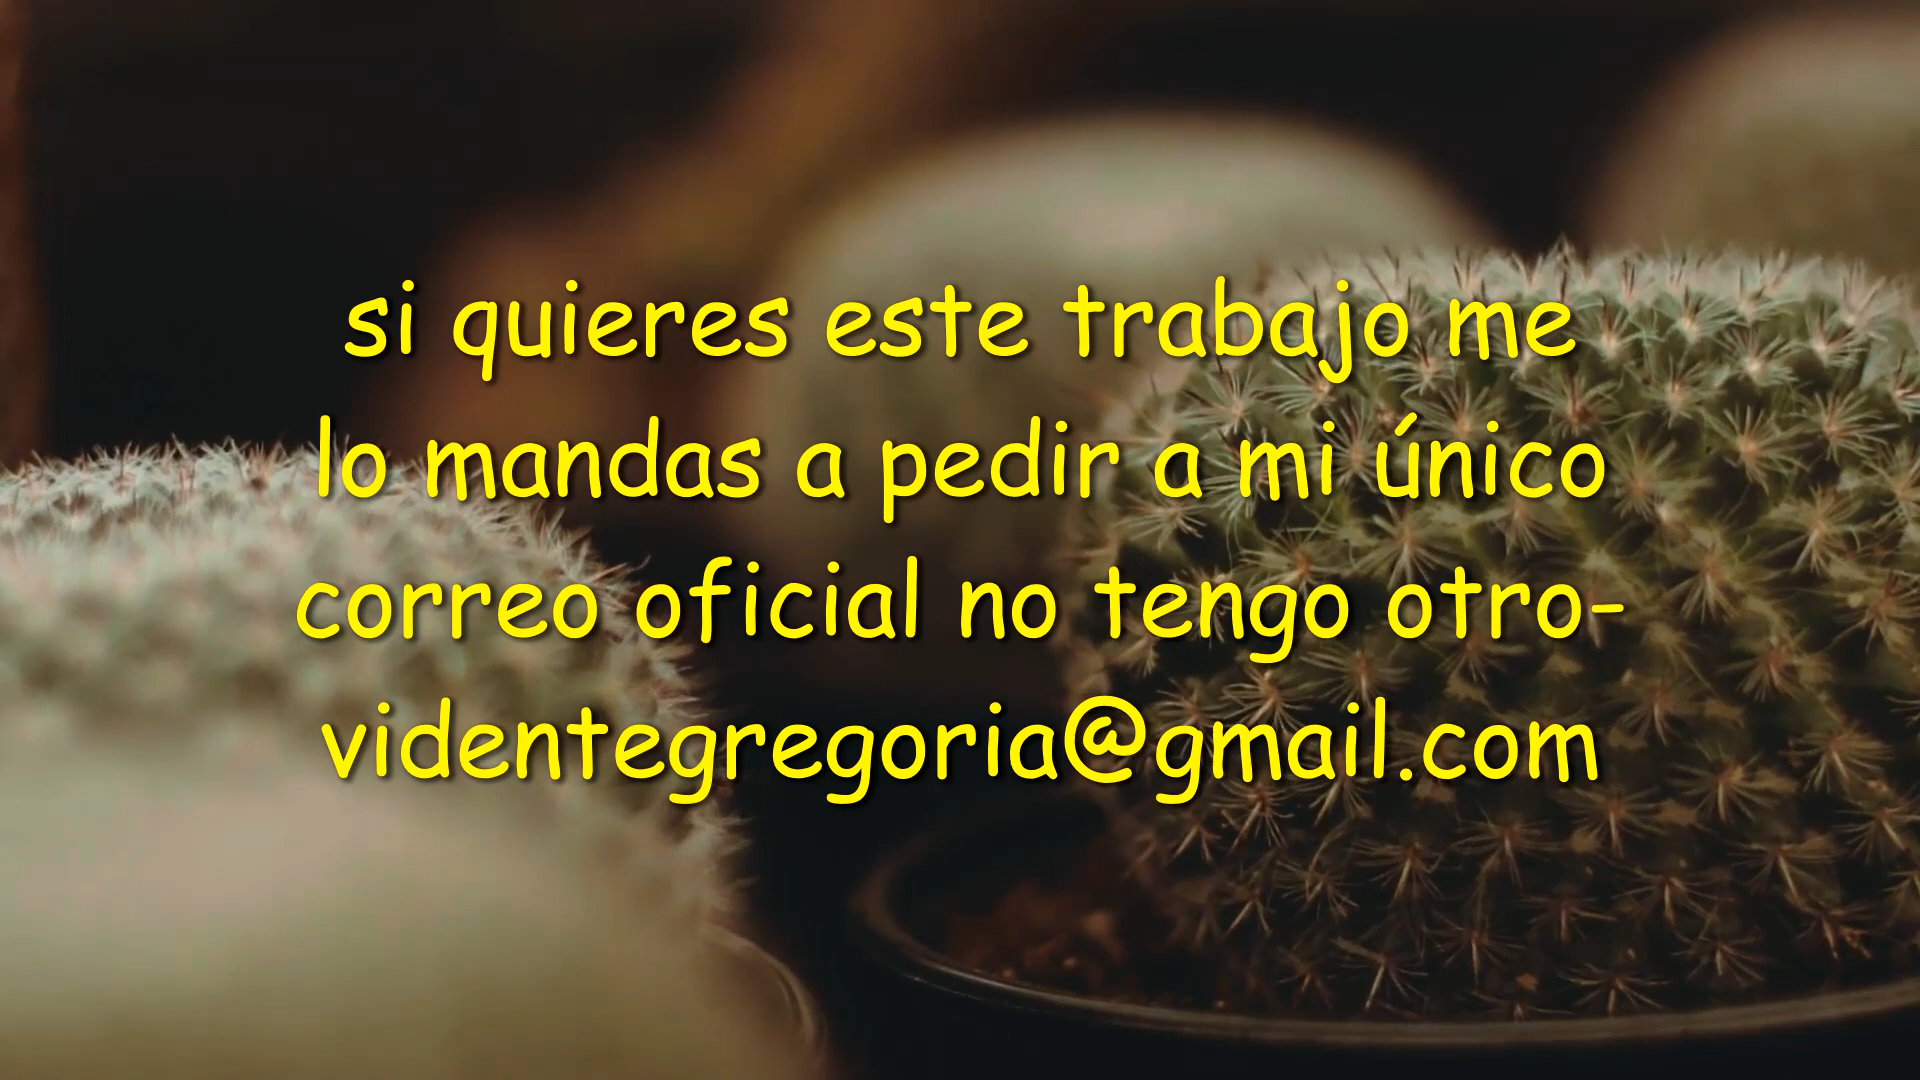 si quieres este trabajo me
lo mandas a pedir a mi único
correo oficial no tengo otro-
videntegregoria@gmail.com